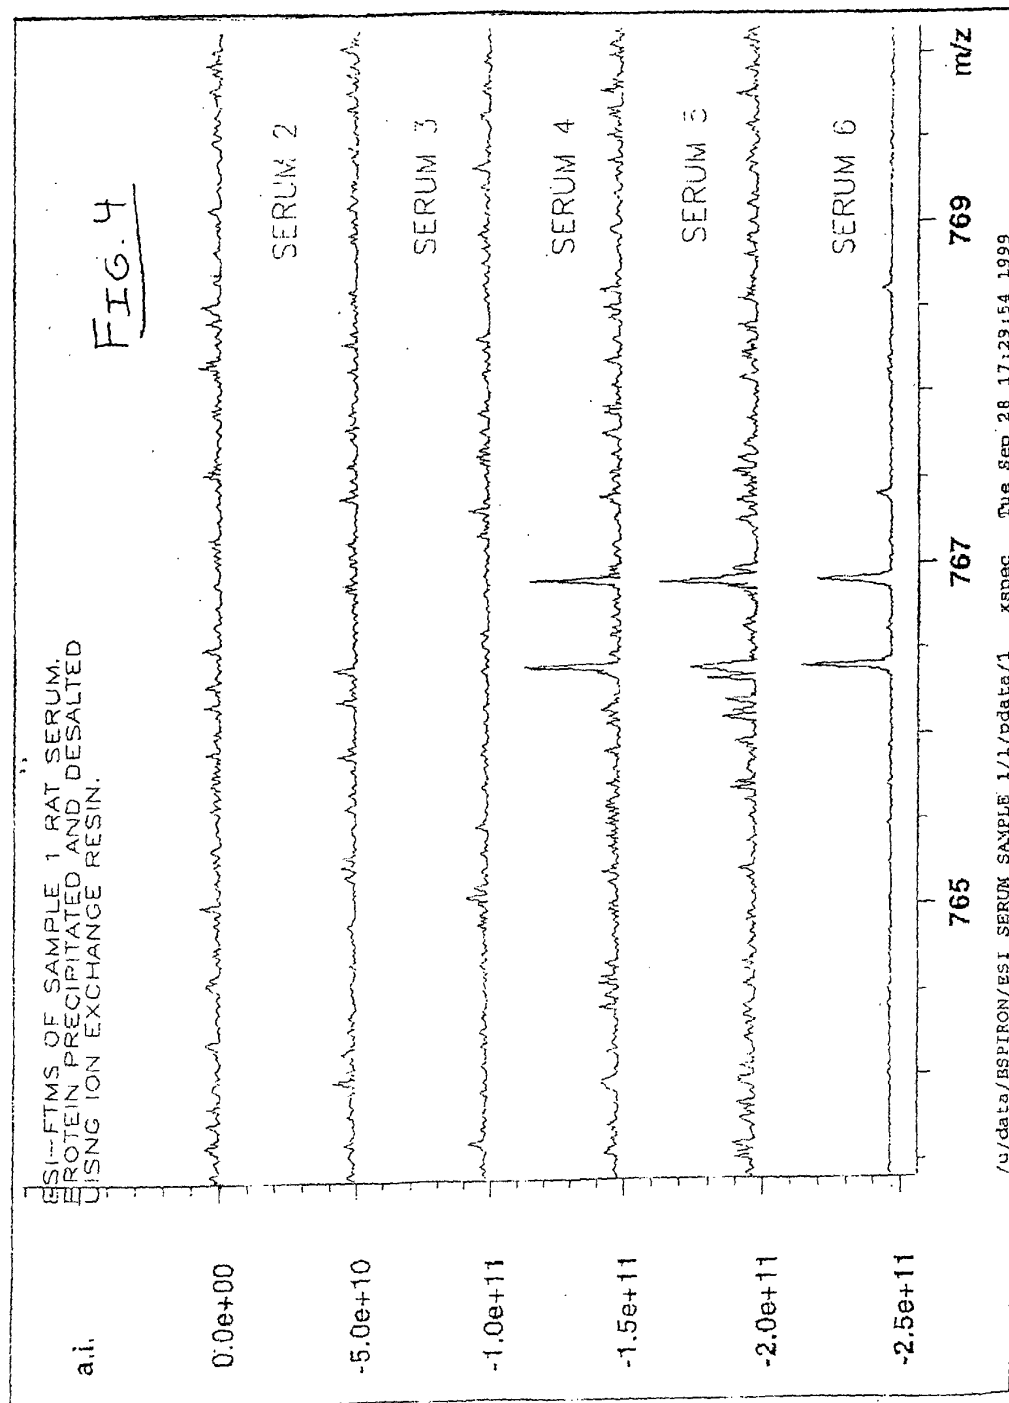 ESI--FTMS OF SAMPLE 1 RAT SERUM.
PROTEIN PRECIPITATED AND DESALTED
UISNG ION EXCHANGE RESIN.
FIG. 4
a.i.
0.0e+00
SERUM 2
-5.0e+10
SERUM 3
-1.0e+11
SERUM 4
-1.5e+11
SERUM 5
-2.0e+11
SERUM 6
-2.5e+11
765
767
769
m/z
/u/data/ESPIRON/ESI SERUM SAMPLE 1/1/pdata/1 xspec Tue Sep 28 17:29:54 1999